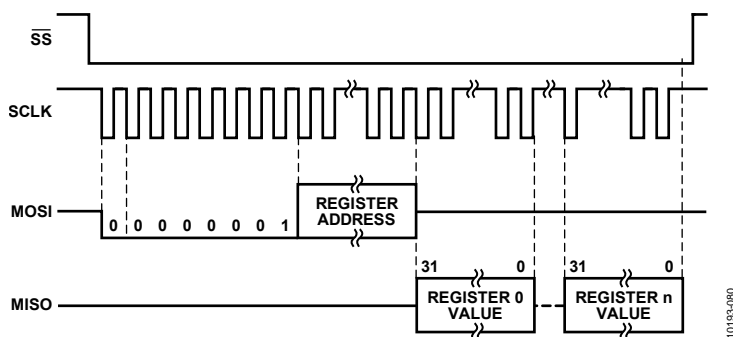 SS
SCLK
MOSI
0 0 0 0 0 0 0 1
REGISTER
ADDRESS
31 0 31 0
MISO
REGISTER 0
VALUE
REGISTER n
VALUE
10193-080